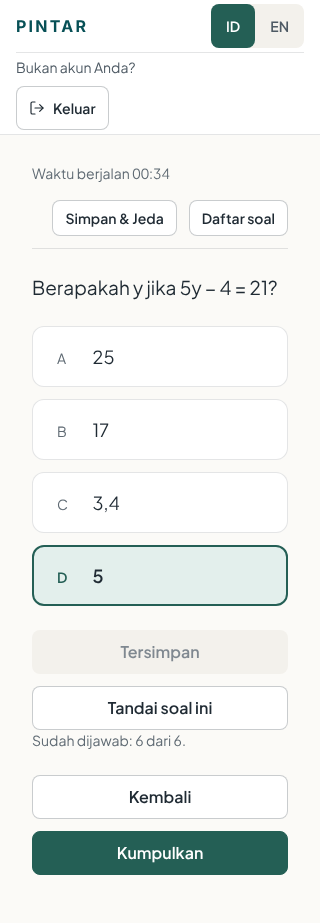 PINTAR
ID EN
Bukan akun Anda?
Keluar
Waktu berjalan 00:34
Simpan & Jeda Daftar soal
Berapakah y jika 5y – 4 = 21?
A 25
B 17
C 3,4
D 5
Tersimpan
Tandai soal ini
Sudah dijawab: 6 dari 6.
Kembali
Kumpulkan